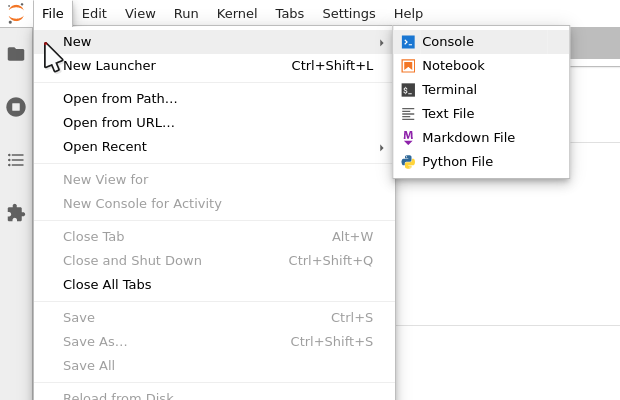 File Edit View Run Kernel Tabs Settings Help
New
New Launcher Ctrl+Shift+L
Open from Path…
Open from URL…
Open Recent
New View for
New Console for Activity
Close Tab Alt+W
Close and Shut Down Ctrl+Shift+Q
Close All Tabs
Save Ctrl+S
Save As… Ctrl+Shift+S
Save All
Reload from Disk
Console
Notebook
Terminal
Text File
Markdown File
Python File